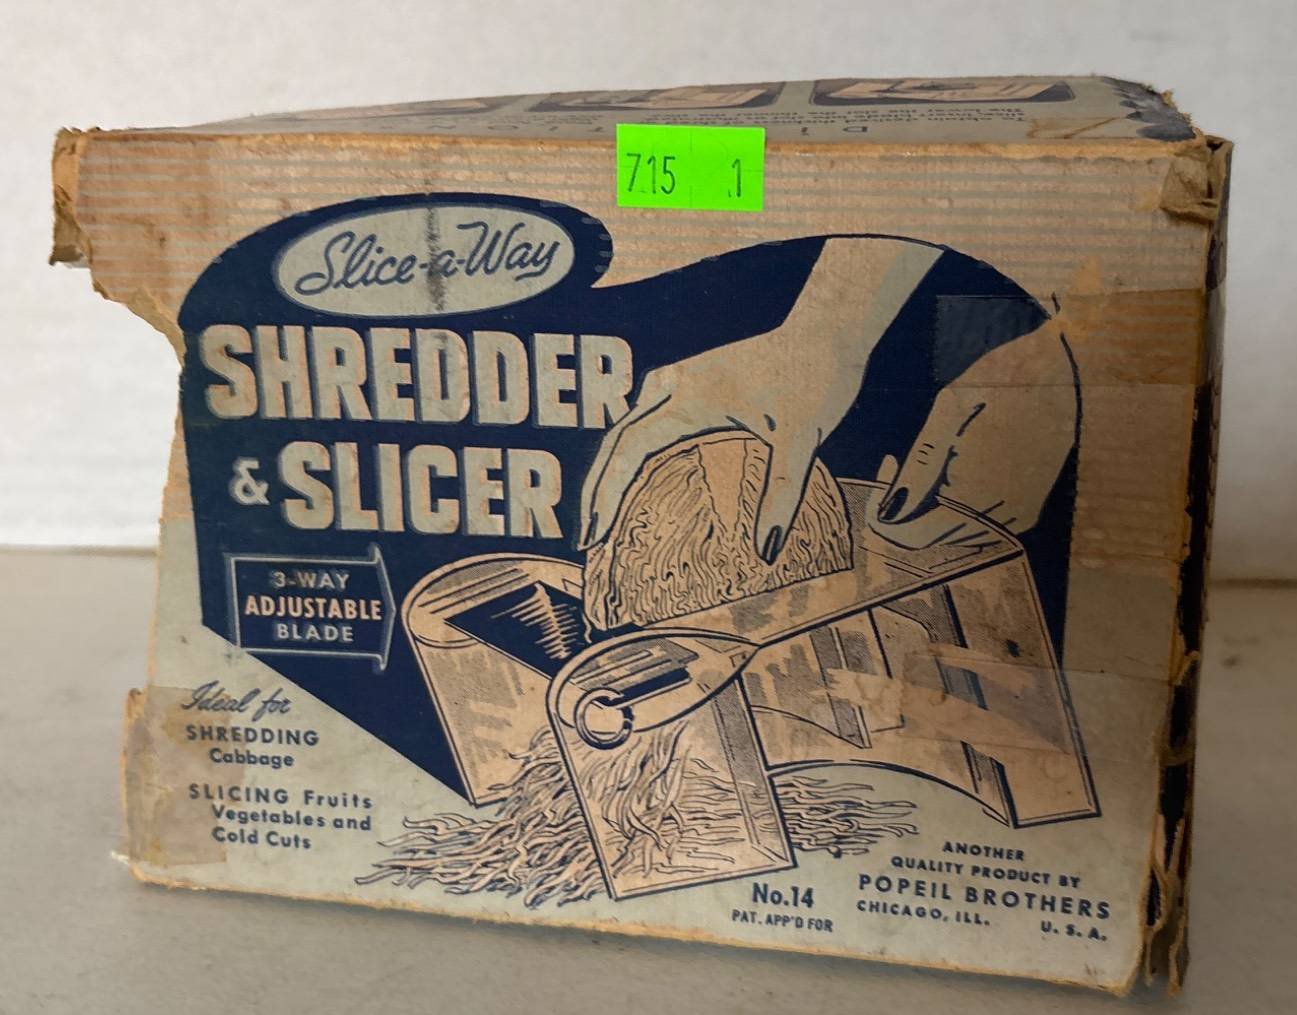 715 1
Slice-a-Way
SHREDDER
& SLICER
3-WAY
ADJUSTABLE
BLADE
Ideal for
SHREDDING
Cabbage
SLICING Fruits
Vegetables and
Cold Cuts
No.14
PAT. APP'D FOR
ANOTHER
QUALITY PRODUCT BY
POPEIL BROTHERS
CHICAGO, ILL. U. S. A.